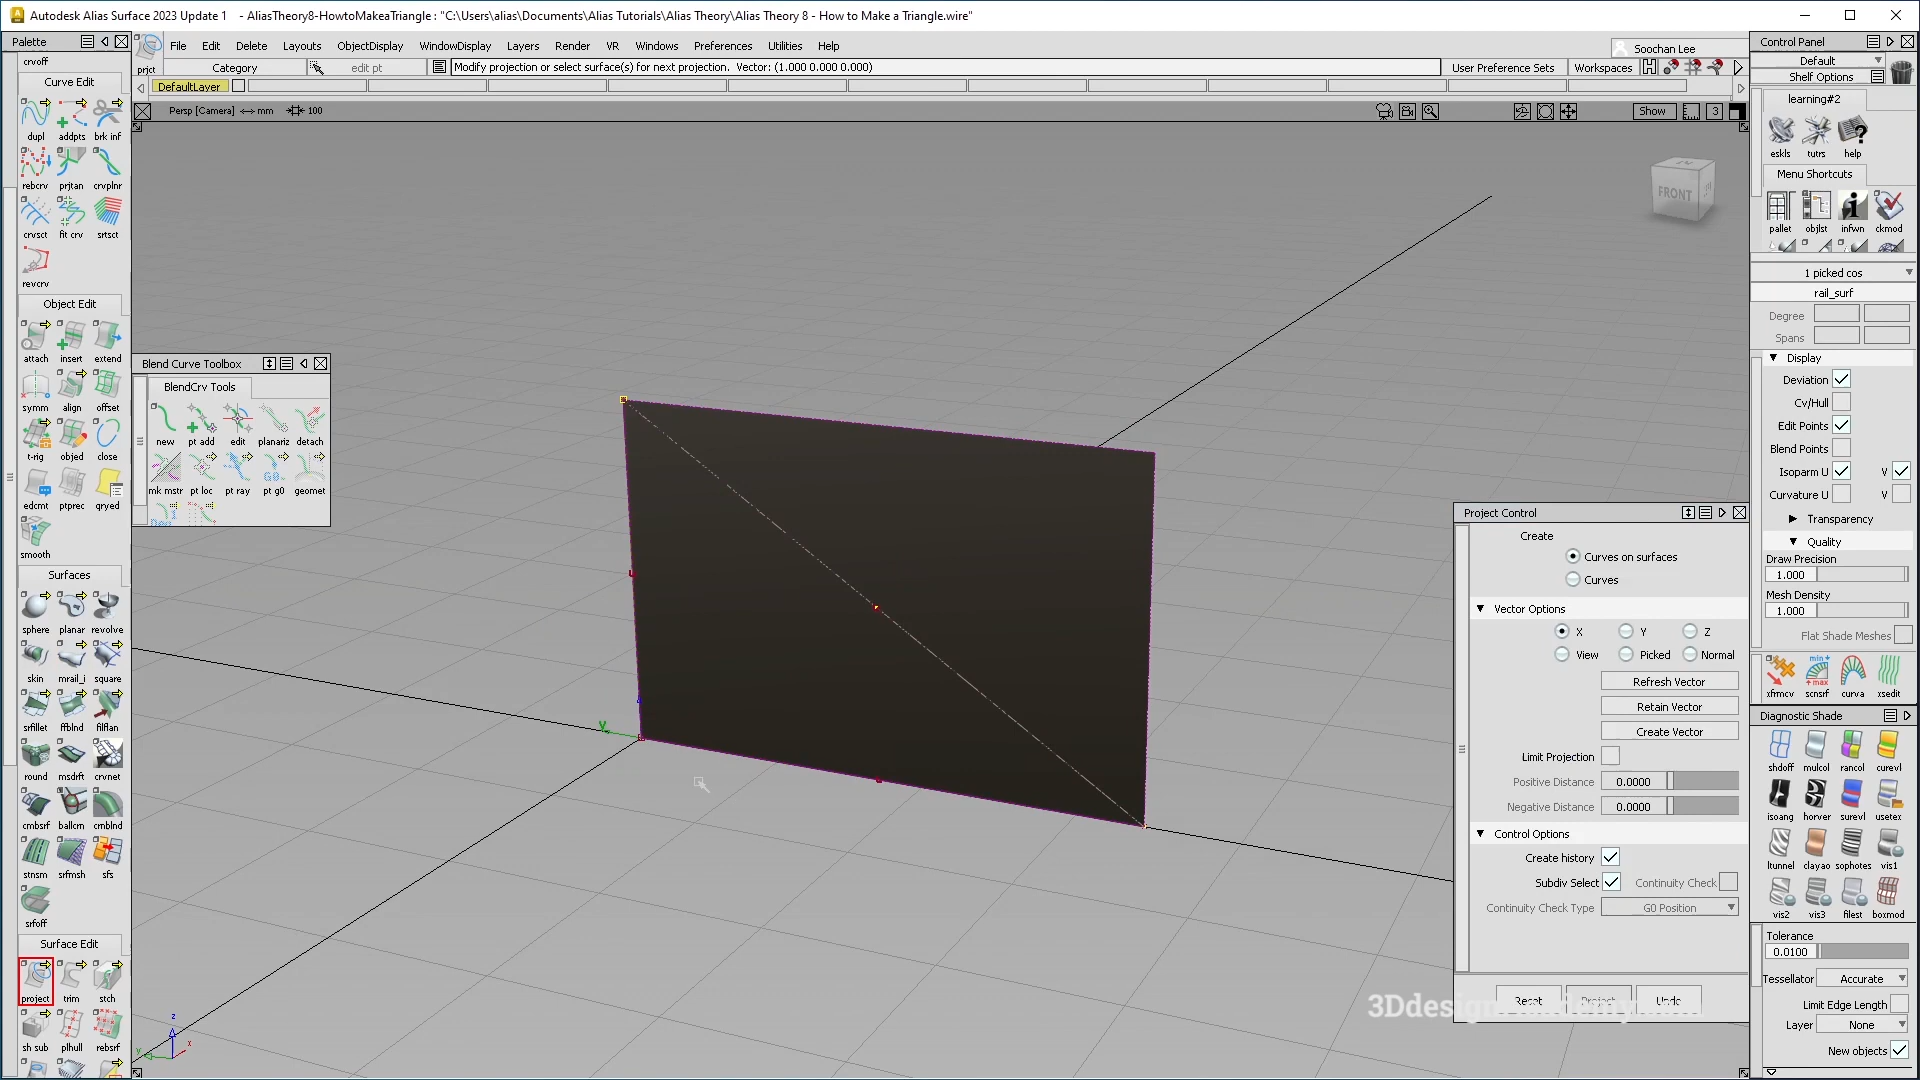 Autodesk Alias Surface 2023 Update 1 - AliasTheory8-HowtoMakeaTriangle : "C:\Users\alias\Documents\Alias Tutorials\Alias Theory\Alias Theory 8 - How to Make a Triangle.wire"
Palette
File Edit Delete Layouts ObjectDisplay WindowDisplay Layers Render VR Windows Preferences Utilities Help
Soochan Lee
prjct
Category
edit pt
Modify projection or select surface(s) for next projection. Vector: (1.000 0.000 0.000)
User Preference Sets
Workspaces
DefaultLayer
Persp [Camera] mm 100
Show
3
crvoff
Curve Edit
dupl addpts brk inf
rebcrv prjtan crvplnr
crvsct fit crv srtsct
revcrv
Object Edit
attach insert extend
symm align offset
t-rig objed close
edcmt ptprec qryed
smooth
Surfaces
sphere planar revolve
skin mrail_i square
srfillet ffblnd filflan
round msdrft crvnet
cmbsrf ballcrn crnblnd
stnsm srfmsh sfs
srfoff
Surface Edit
project trim stch
sh sub plhull rebsrf
Blend Curve Toolbox
BlendCrv Tools
new pt add edit planariz detach
mk mstr pt loc pt ray pt g0 geomet
FRONT
y
z
y
x
Project Control
Create
Curves on surfaces
Curves
Vector Options
X Y Z
View Picked Normal
Refresh Vector
Retain Vector
Create Vector
Limit Projection
Positive Distance 0.0000
Negative Distance 0.0000
Control Options
Create history
Subdiv Select Continuity Check
Continuity Check Type G0 Position
Reset Project Undo
Control Panel
Default
Shelf Options
learning#2
eskls tutrs help
Menu Shortcuts
pallet objlst infwn ckmod
1 picked cos
rail_surf
Degree
Spans
Display
Deviation
Cv/Hull
Edit Points
Blend Points
Isoparm U V
Curvature U V
Transparency
Quality
Draw Precision
1.000
Mesh Density
1.000
Flat Shade Meshes
xfrmcv scnsrf curva xsedit
Diagnostic Shade
shdoff mulcol rancol curevl
isoang horver surevl usetex
ltunnel clayao sophotes vis1
vis2 vis3 filest boxmod
Tolerance
0.0100
Tessellator Accurate
Limit Edge Length
Layer None
New objects